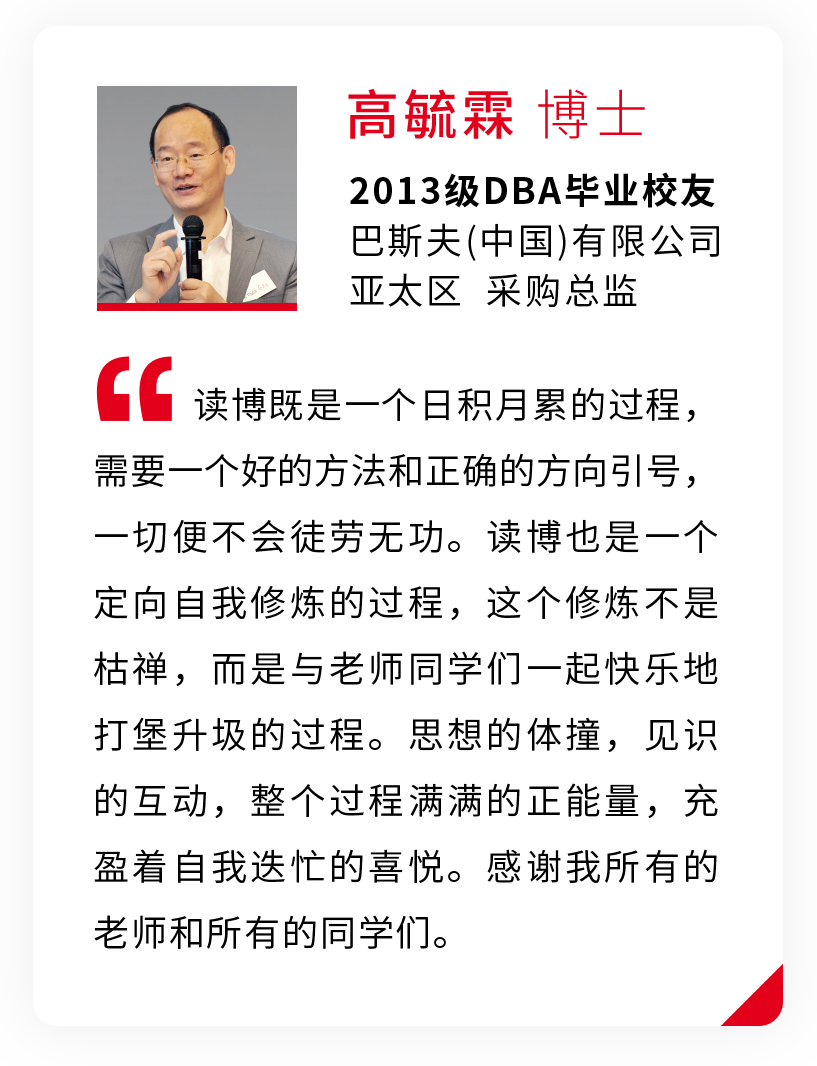 高毓霖 博士
2013级DBA毕业校友
巴斯夫(中国)有限公司
亚太区 采购总监
“ 读博既是一个日积月累的过程，
需要一个好的方法和正确的方向引号，
一切便不会徒劳无功。读博也是一个
定向自我修炼的过程，这个修炼不是
枯禅，而是与老师同学们一起快乐地
打堡升圾的过程。思想的体撞，见识
的互动，整个过程满满的正能量，充
盈着自我迭忙的喜悦。感谢我所有的
老师和所有的同学们。